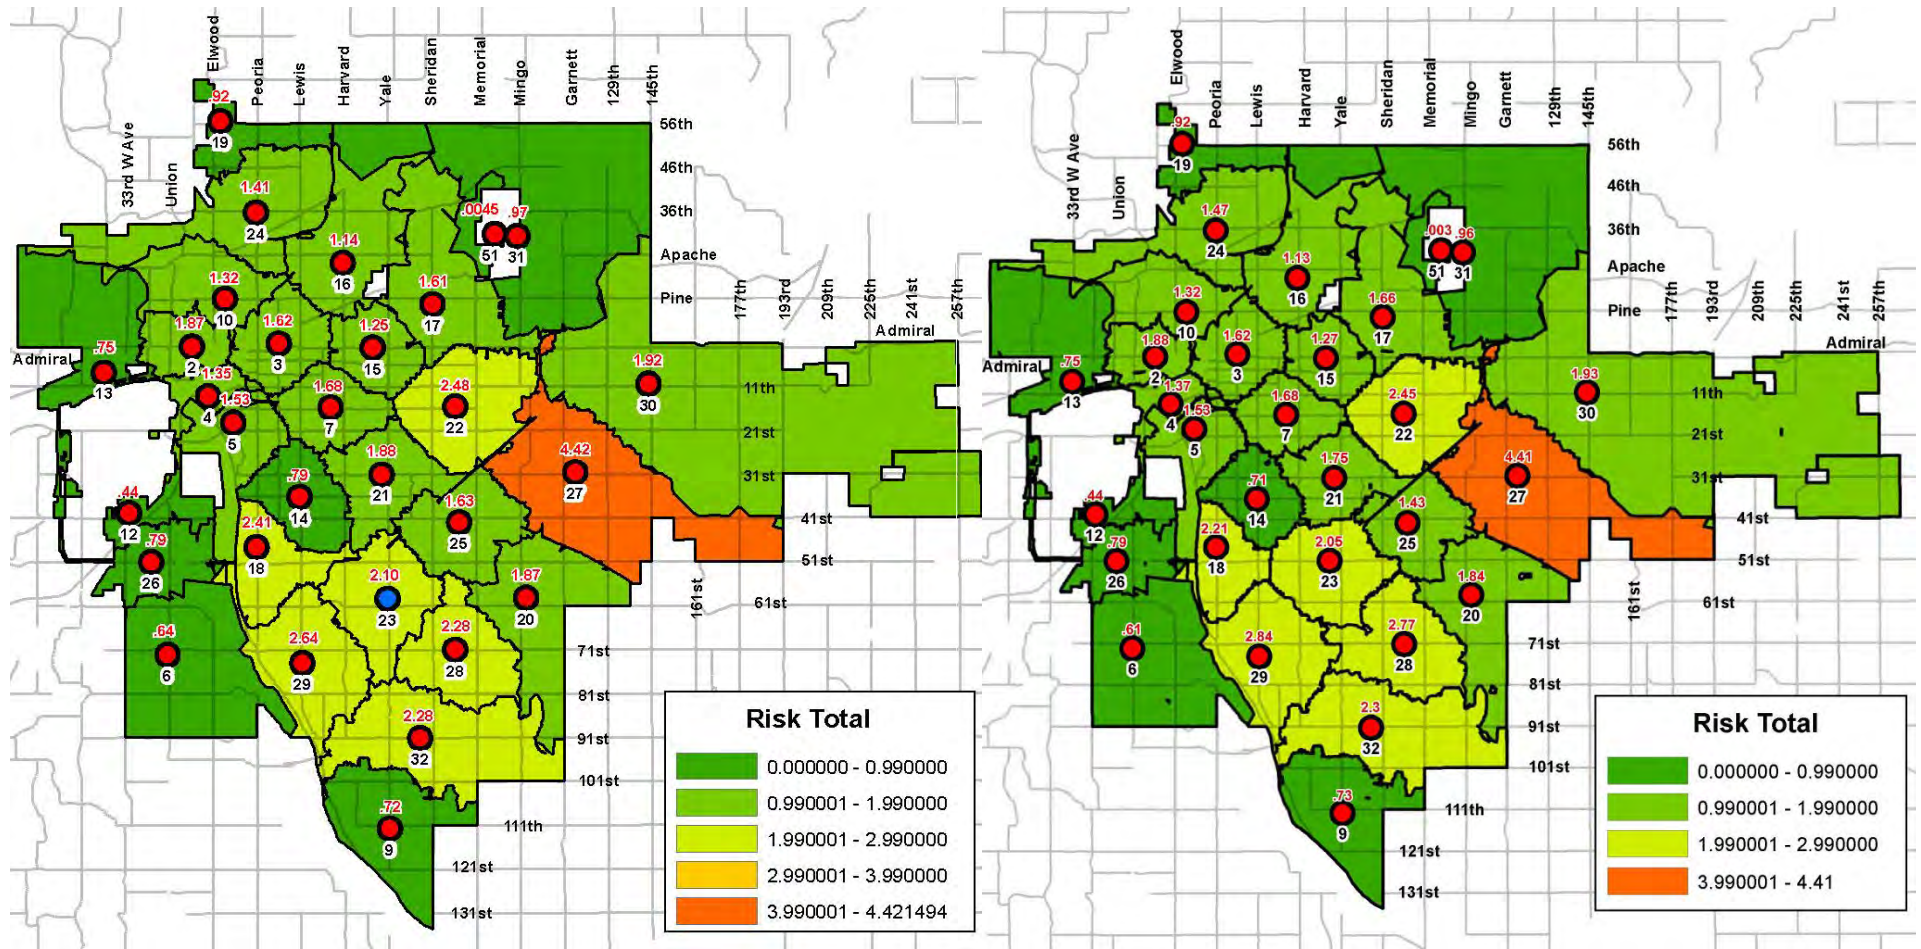 Elwood
Peoria
Lewis
Harvard
Yale
Sheridan
Memorial
Mingo
Garnett
129th
145th
33rd W Ave
Union
.92
19
56th
46th
1.41
24
36th
.0045
.97
51
31
1.14
16
Apache
1.32
10
1.61
17
Pine
177th
193rd
209th
225th
241st
257th
Admiral
1.87
2
1.62
3
1.25
15
Admiral
.75
13
1.92
30
11th
1.35
4
1.53
5
1.68
7
2.48
22
21st
1.88
21
4.42
27
31st
.79
14
.44
12
1.63
25
41st
2.41
18
.79
26
51st
2.10
23
1.87
20
161st
61st
.64
6
2.64
29
2.28
28
71st
81st
2.28
32
91st
101st
.72
9
111th
121st
131st
Risk Total
0.000000 - 0.990000
0.990001 - 1.990000
1.990001 - 2.990000
2.990001 - 3.990000
3.990001 - 4.421494
Elwood
Peoria
Lewis
Harvard
Yale
Sheridan
Memorial
Mingo
Garnett
129th
145th
33rd W Ave
Union
.92
19
56th
46th
1.47
24
36th
.003
.96
51
31
1.13
16
Apache
1.32
10
1.66
17
Pine
177th
193rd
209th
225th
241st
257th
Admiral
1.88
2
1.62
3
1.27
15
Admiral
.75
13
1.93
30
11th
1.37
4
1.53
5
1.68
7
2.45
22
21st
1.75
21
4.41
27
31st
.71
14
.44
12
1.43
25
41st
2.21
18
.79
26
2.05
23
51st
1.84
20
161st
61st
.61
6
2.84
29
2.77
28
71st
81st
2.3
32
91st
101st
.73
9
111th
121st
131st
Risk Total
0.000000 - 0.990000
0.990001 - 1.990000
1.990001 - 2.990000
3.990001 - 4.41